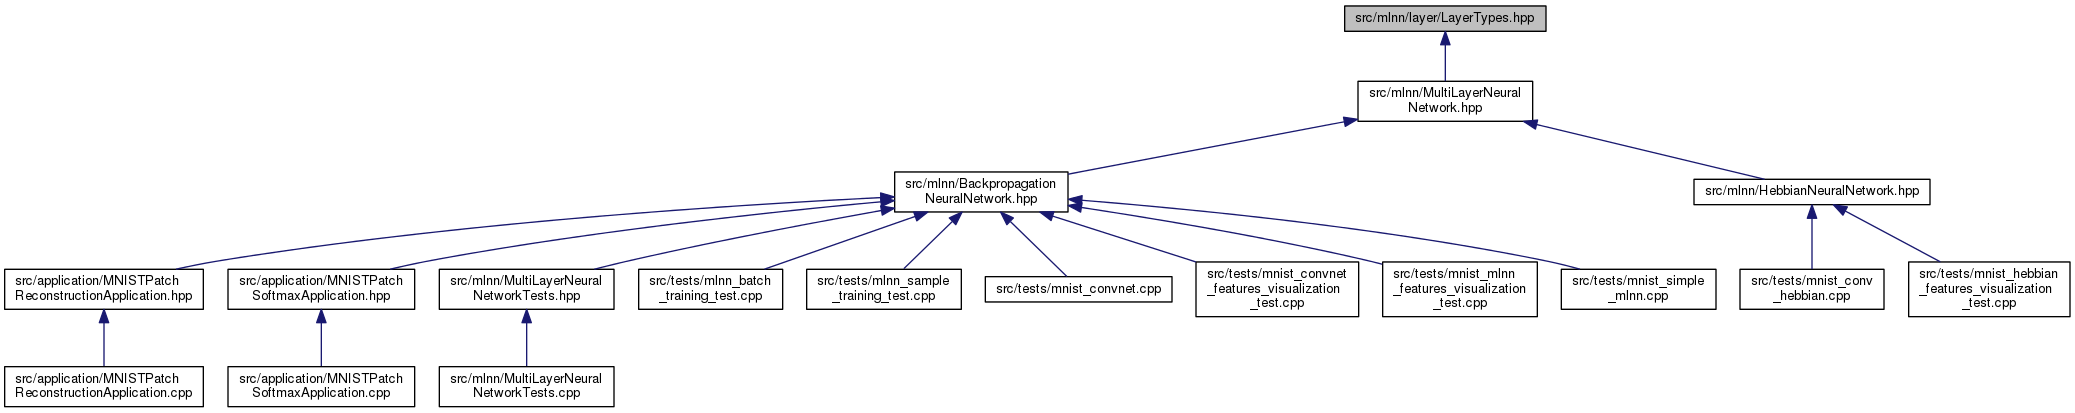 src/mlnn/layer/LayerTypes.hpp
src/mlnn/MultiLayerNeural
Network.hpp
src/mlnn/Backpropagation
NeuralNetwork.hpp
src/mlnn/HebbianNeuralNetwork.hpp
src/application/MNISTPatch
ReconstructionApplication.hpp
src/application/MNISTPatch
SoftmaxApplication.hpp
src/mlnn/MultiLayerNeural
NetworkTests.hpp
src/tests/mlnn_batch
_training_test.cpp
src/tests/mlnn_sample
_training_test.cpp
src/tests/mnist_convnet.cpp
src/tests/mnist_convnet
_features_visualization
_test.cpp
src/tests/mnist_mlnn
_features_visualization
_test.cpp
src/tests/mnist_simple
_mlnn.cpp
src/tests/mnist_conv
_hebbian.cpp
src/tests/mnist_hebbian
_features_visualization
_test.cpp
src/application/MNISTPatch
ReconstructionApplication.cpp
src/application/MNISTPatch
SoftmaxApplication.cpp
src/mlnn/MultiLayerNeural
NetworkTests.cpp